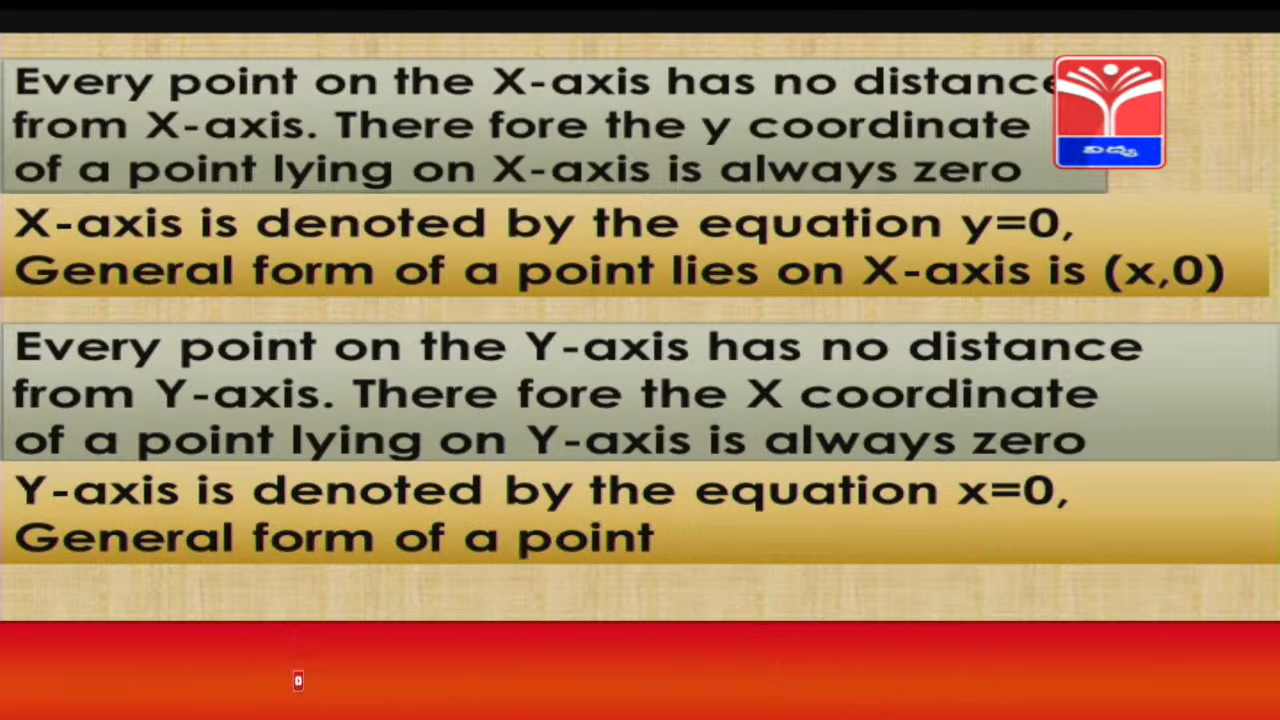 Every point on the X-axis has no distance
from X-axis. There fore the y coordinate
of a point lying on X-axis is always zero
విద్య
X-axis is denoted by the equation y=0,
General form of a point lies on X-axis is (x,0)
Every point on the Y-axis has no distance
from Y-axis. There fore the X coordinate
of a point lying on Y-axis is always zero
Y-axis is denoted by the equation x=0,
General form of a point